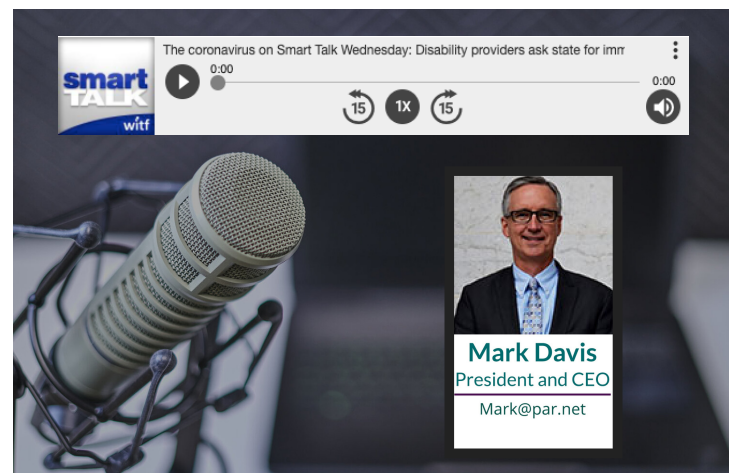 The coronavirus on Smart Talk Wednesday: Disability providers ask state for imm
0:00
0:00
smart
TALK
witf
15
1X
15
Mark Davis
President and CEO
Mark@par.net